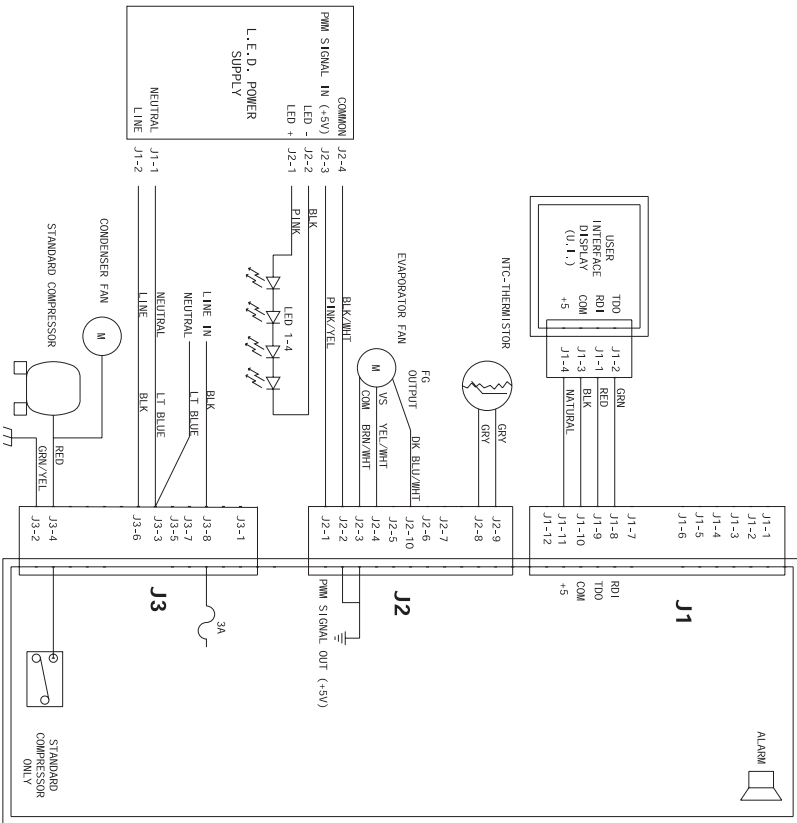 ALARM
STANDARD
COMPRESSOR
ONLY
J1
RDI
TDO
COM
+5
J2
PWM SIGNAL OUT (+5V)
J3
3A
J1-1
J1-2
J1-3
J1-4
J1-5
J1-6
J1-7
J1-8
J1-9
J1-10
J1-11
J1-12
J2-9
J2-8
J2-7
J2-6
J2-10
J2-5
J2-4
J2-3
J2-2
J2-1
J3-1
J3-8
J3-7
J3-5
J3-3
J3-6
J3-4
J3-2
GRN
RED
BLK
NATURAL
J1-2
J1-1
J1-3
J1-4
TDO
RDI
COM
+5
USER
INTERFACE
DISPLAY
(U.I.)
NTC-THERMISTOR
GRY
GRY
EVAPORATOR FAN
M
FG
OUTPUT
DK BLU/WHT
VS YEL/WHT
COM BRN/WHT
BLK/WHT
PINK/YEL
LED 1-4
BLK
PINK
LINE IN BLK
NEUTRAL LT BLUE
NEUTRAL LT BLUE
LINE BLK
CONDENSER FAN
M
STANDARD COMPRESSOR
RED
GRN/YEL
COMMON J2-4
PWM SIGNAL IN (+5V) J2-3
LED - J2-2
LED + J2-1
L.E.D. POWER
SUPPLY
NEUTRAL J1-1
LINE J1-2